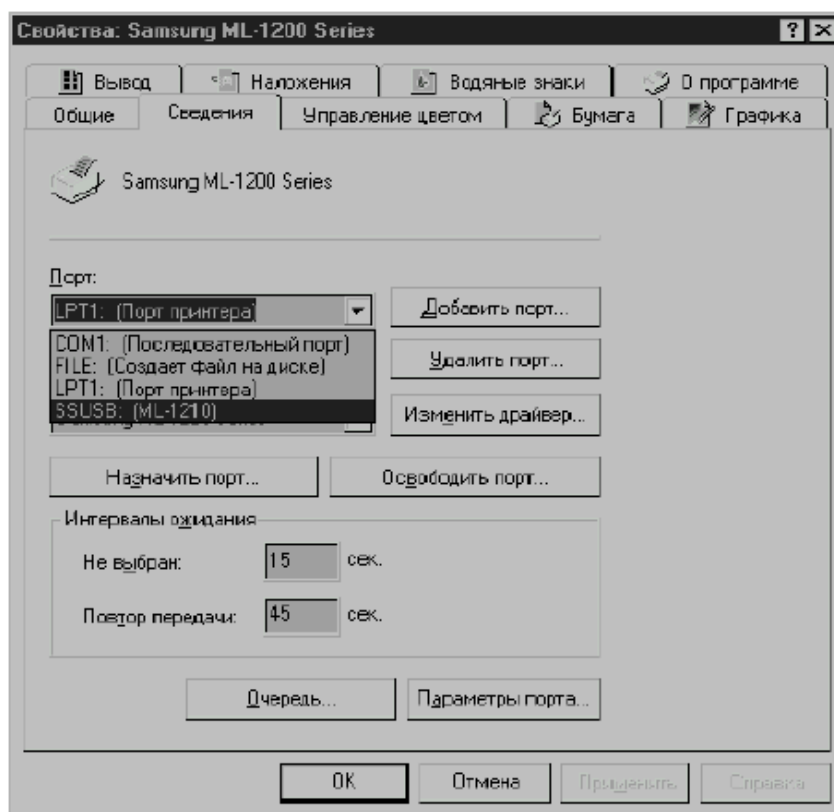 Свойства: Samsung ML-1200 Series
Вывод Наложения Водяные знаки О программе
Общие Сведения Управление цветом Бумага Графика
Samsung ML-1200 Series
Порт:
LPT1: (Порт принтера) Добавить порт...
COM1: (Последовательный порт)
FILE: (Создает файл на диске) Удалить порт...
LPT1: (Порт принтера)
SSUSB: (ML-1210) Изменить драйвер...
Назначить порт... Освободить порт...
Интервалы ожидания
Не выбран: 15 сек.
Повтор передачи: 45 сек.
Очередь... Параметры порта...
OK Отмена Применить Справка